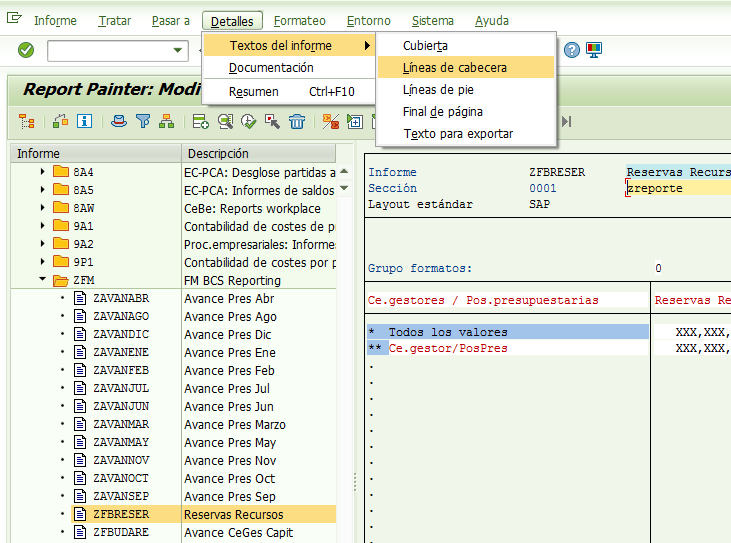 Informe Tratar Pasar a Detalles Formateo Entorno Sistema Ayuda
Textos del informe
Documentación
Resumen Ctrl+F10
Cubierta
Líneas de cabecera
Líneas de pie
Final de página
Texto para exportar
Report Painter: Modi
Informe Descripción
8A4 EC-PCA: Desglose partidas a
8A5 EC-PCA: Informes de saldos
8AW CeBe: Reports workplace
9A1 Contabilidad de costes de p
9A2 Proc.empresariales: Informe
9P1 Contabilidad de costes por p
ZFM FM BCS Reporting
ZAVANABR Avance Pres Abr
ZAVANAGO Avance Pres Ago
ZAVANDIC Avance Pres Dic
ZAVANENE Avance Pres Ene
ZAVANFEB Avance Pres Feb
ZAVANJUL Avance Pres Jul
ZAVANJUN Avance Pres Jun
ZAVANMAR Avance Pres Marzo
ZAVANMAY Avance Pres May
ZAVANNOV Avance Pres Nov
ZAVANOCT Avance Pres Oct
ZAVANSEP Avance Pres Sep
ZFBRESER Reservas Recursos
ZFBUDARE Avance CeGes Capit
Informe ZFBRESER Reservas Recurs
Sección 0001 zreporte
Layout estándar SAP
Grupo formatos: 0
Ce.gestores / Pos.presupuestarias Reservas Re
* Todos los valores XXX,XXX,
** Ce.gestor/PosPres XXX,XXX,